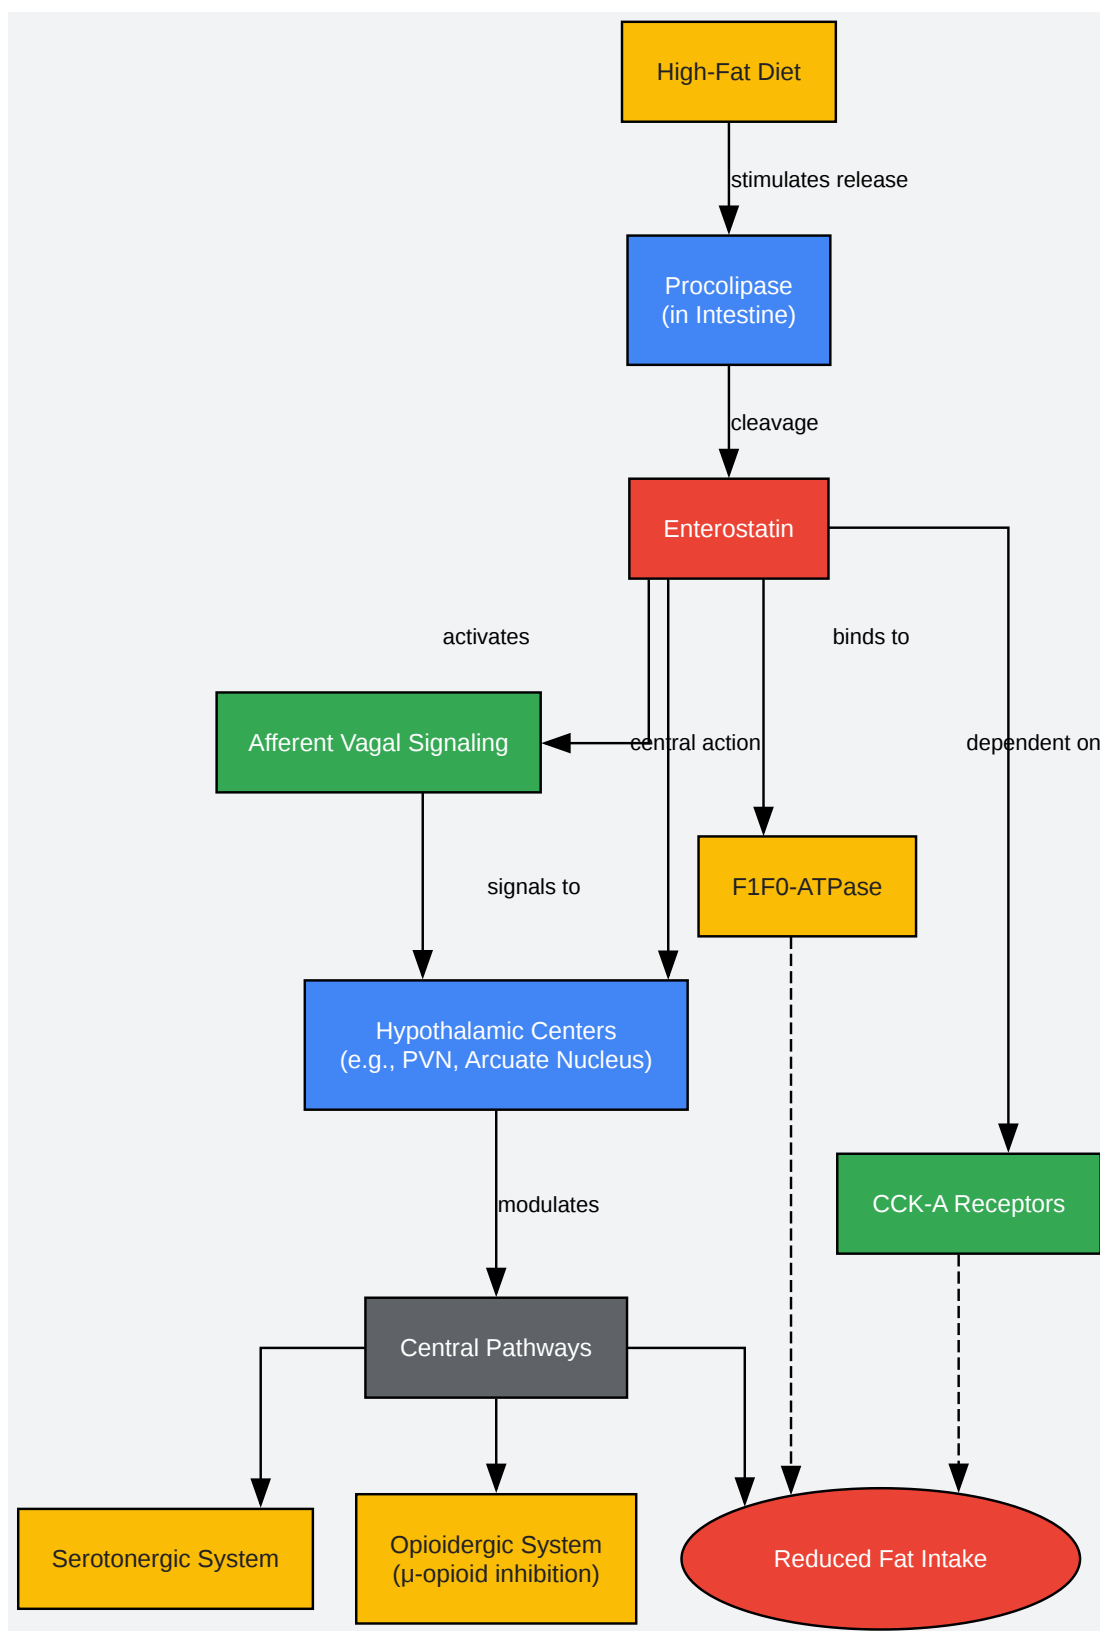 High-Fat Diet
stimulates release
Procolipase
(in Intestine)
cleavage
Enterostatin
activates
binds to
Afferent Vagal Signaling
central action
dependent on
signals to
F1F0-ATPase
Hypothalamic Centers
(e.g., PVN, Arcuate Nucleus)
modulates
CCK-A Receptors
Central Pathways
Serotonergic System
Opioidergic System
(μ-opioid inhibition)
Reduced Fat Intake